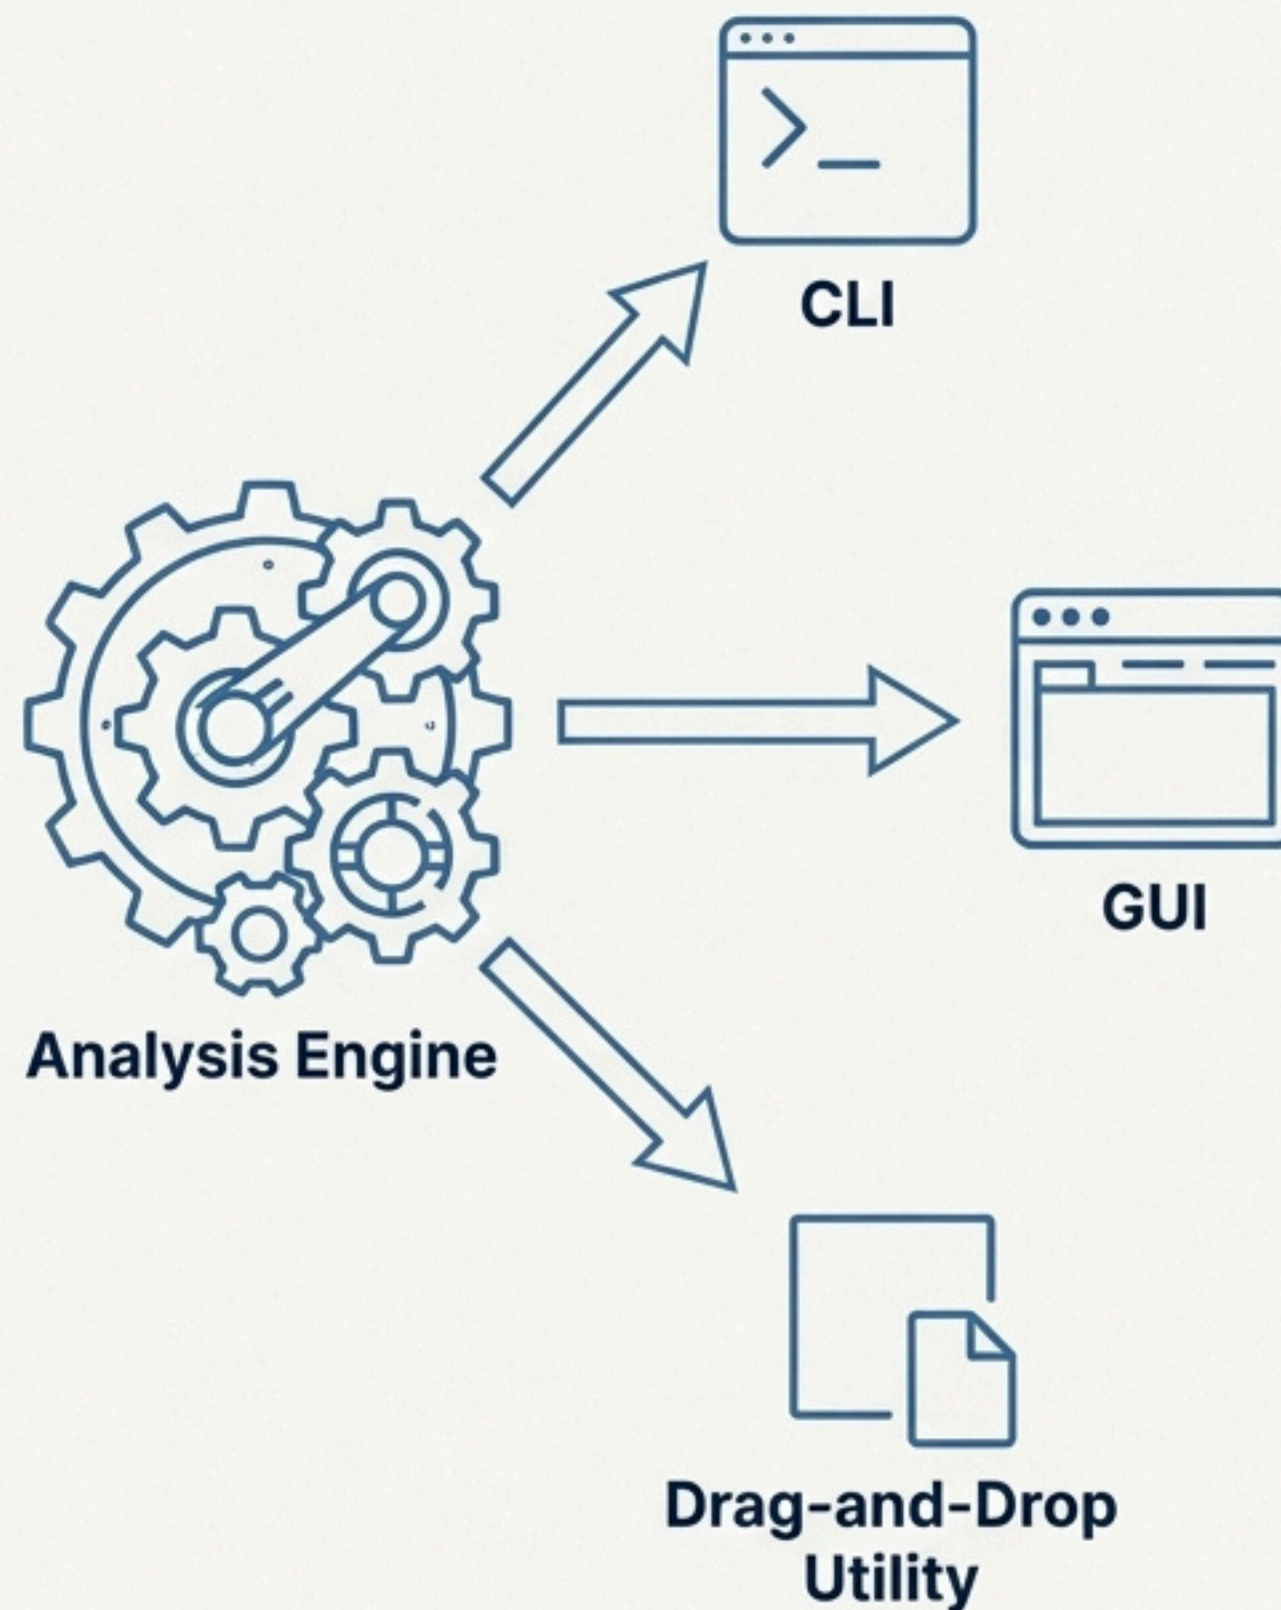 >_
CLI
GUI
Analysis Engine
Drag-and-Drop
Utility